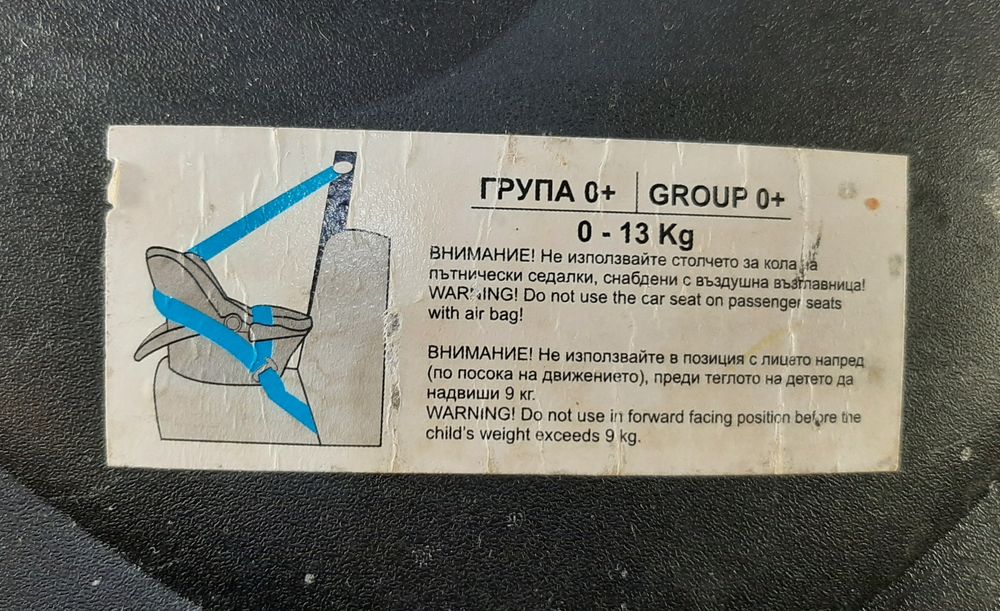 ГРУПА 0+ | GROUP 0+
0 - 13 Kg
ВНИМАНИЕ! Не използвайте столчето за кола на
пътнически седалки, снабдени с въздушна възглавница!
WARNING! Do not use the car seat on passenger seats
with air bag!
ВНИМАНИЕ! Не използвайте в позиция с лицето напред
(по посока на движението), преди теглото на детето да
надвиши 9 кг.
WARNING! Do not use in forward facing position before the
child's weight exceeds 9 kg.